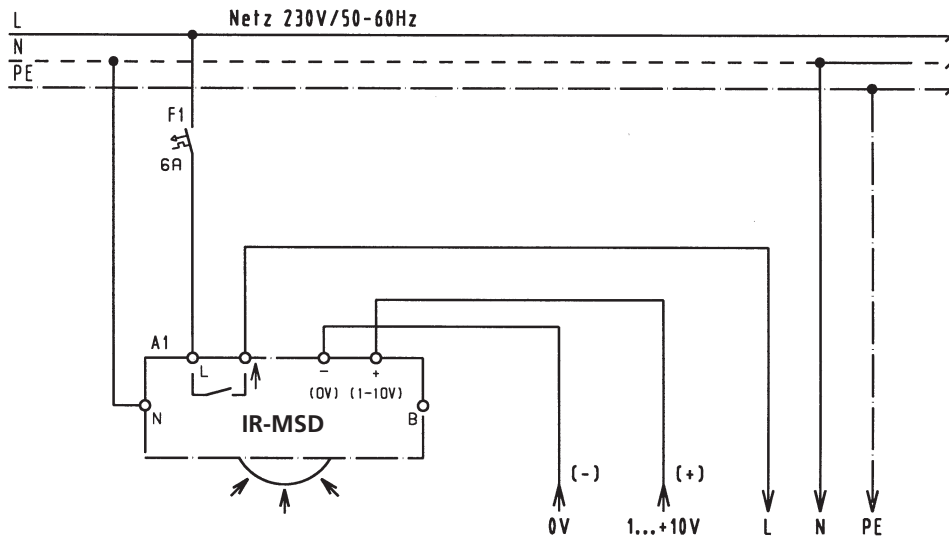 L
Netz 230V/50-60Hz
N
PE
F1
6A
A1
L
-
+
(0V) (1-10V)
N
IR-MSD
B
(-)
(+)
0V
1...+10V
L
N
PE